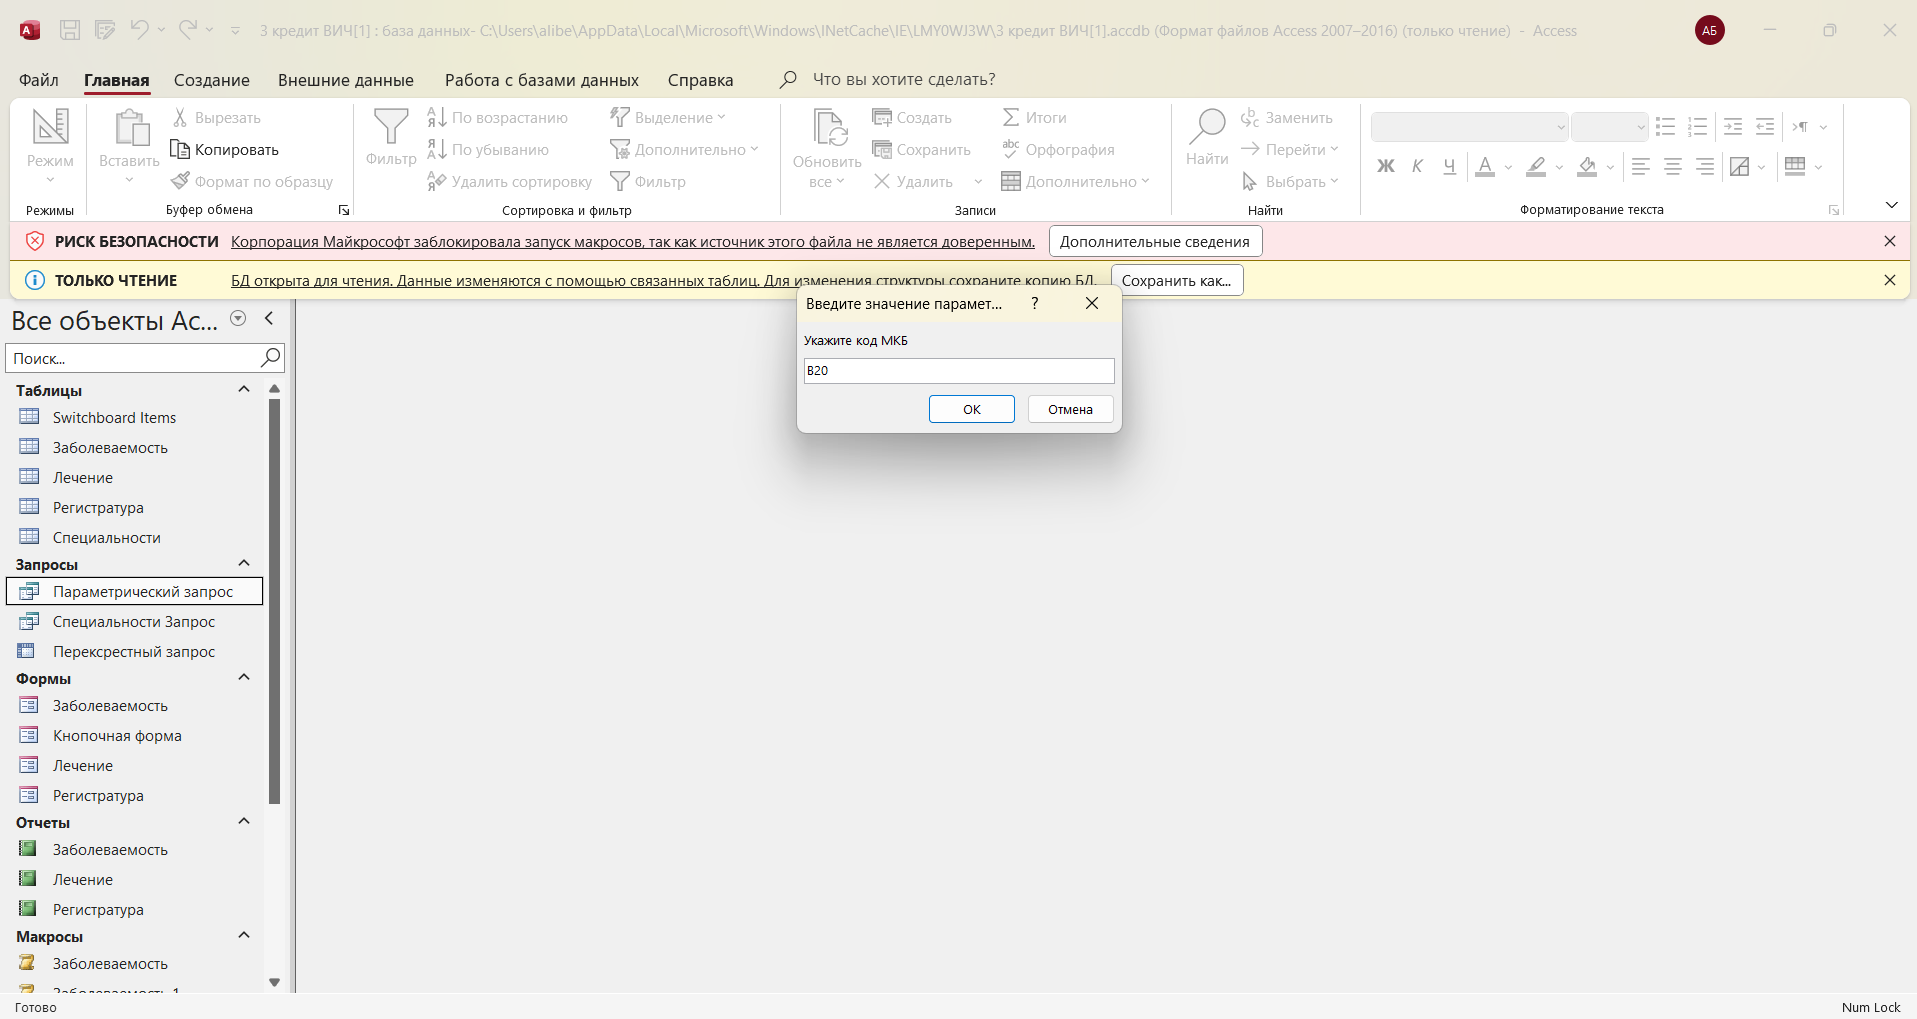 3 кредит ВИЧ[1] : база данных- C:\Users\alibe\AppData\Local\Microsoft\Windows\INetCache\IE\LMY0WJ3W\3 кредит ВИЧ[1].accdb (Формат файлов Access 2007–2016) (только чтение) - Access
АБ
Файл Главная Создание Внешние данные Работа с базами данных Справка Что вы хотите сделать?
Режим
Режимы
Вставить
Вырезать
Копировать
Формат по образцу
Буфер обмена
Фильтр
По возрастанию
По убыванию
Удалить сортировку
Выделение
Дополнительно
Фильтр
Сортировка и фильтр
Обновить
все
Создать
Сохранить
Удалить
Итоги
Орфография
Дополнительно
Записи
Найти
Заменить
Перейти
Выбрать
Найти
Ж К Ч
Форматирование текста
РИСК БЕЗОПАСНОСТИ Корпорация Майкрософт заблокировала запуск макросов, так как источник этого файла не является доверенным. Дополнительные сведения
ТОЛЬКО ЧТЕНИЕ БД открыта для чтения. Данные изменяются с помощью связанных таблиц. Для изменения структуры сохраните копию БД. Сохранить как...
Введите значение парамет... ?
Укажите код МКБ
B20
ОК Отмена
Все объекты Ac...
Поиск...
Таблицы
Switchboard Items
Заболеваемость
Лечение
Регистратура
Специальности
Запросы
Параметрический запрос
Специальности Запрос
Перексрестный запрос
Формы
Заболеваемость
Кнопочная форма
Лечение
Регистратура
Отчеты
Заболеваемость
Лечение
Регистратура
Макросы
Заболеваемость
Заболеваемость 1
Готово
Num Lock